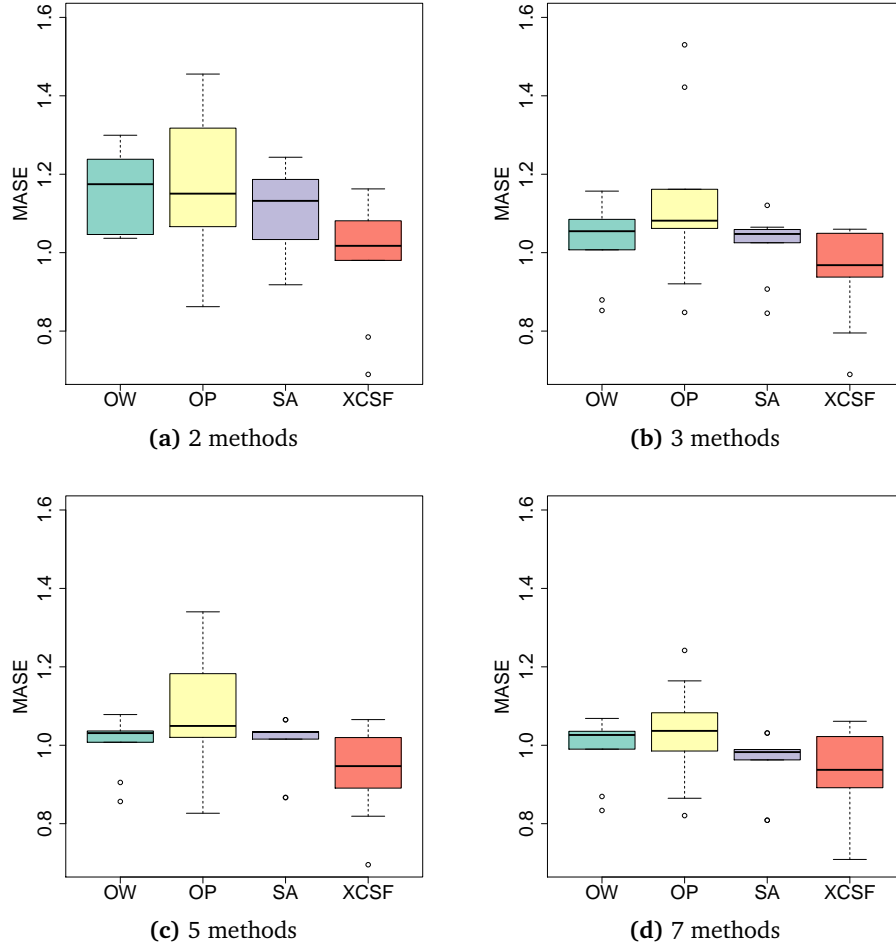 MASE
1.6
1.4
1.2
1.0
0.8
OW OP SA XCSF
(a) 2 methods
MASE
1.6
1.4
1.2
1.0
0.8
OW OP SA XCSF
(b) 3 methods
MASE
1.6
1.4
1.2
1.0
0.8
OW OP SA XCSF
(c) 5 methods
MASE
1.6
1.4
1.2
1.0
0.8
OW OP SA XCSF
(d) 7 methods